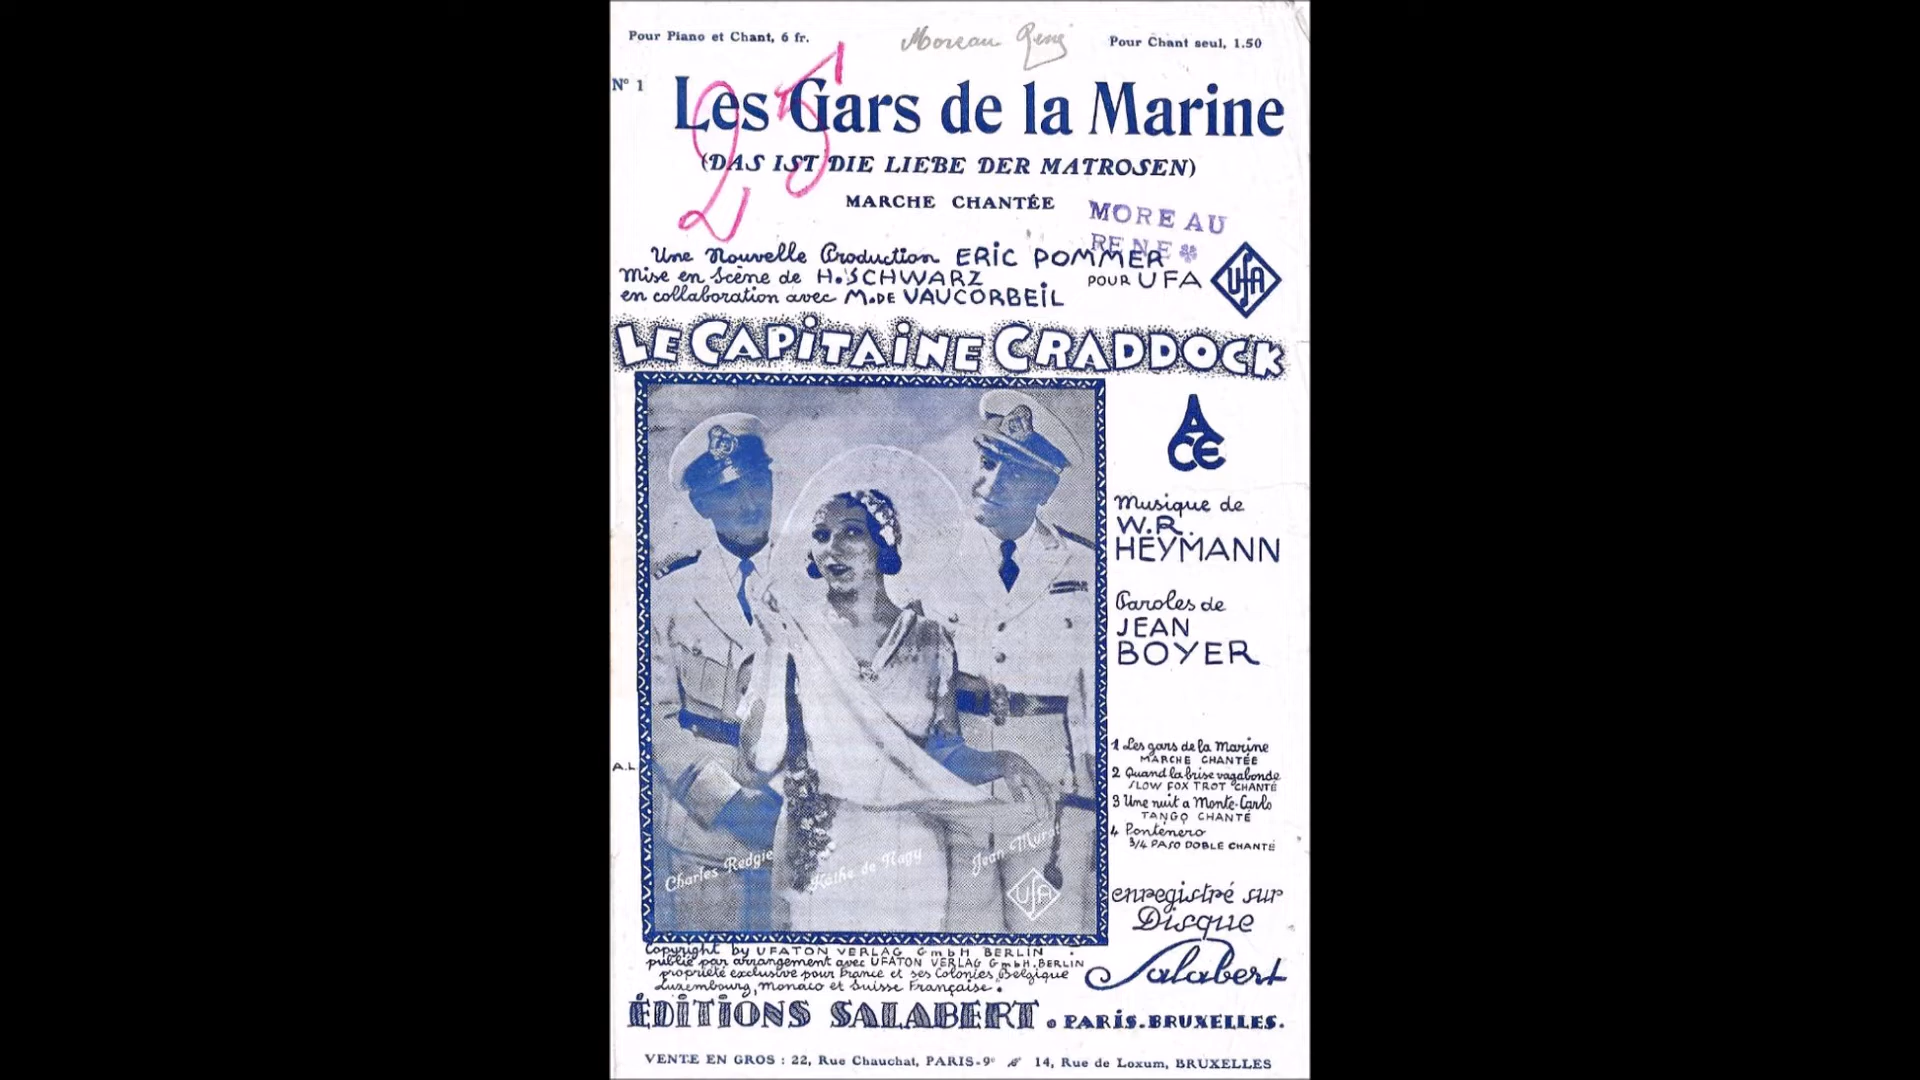 Pour Piano et Chant, 6 fr.
Moreau René
Pour Chant seul, 1.50
N° 1
25
Les Gars de la Marine
(DAS IST DIE LIEBE DER MATROSEN)
MARCHE CHANTÉE
MOREAU
RENE
Une Nouvelle Production ERIC POMMER
Mise en Scène de H. SCHWARZ
POUR UFA
UFA
en collaboration avec M. DE VAUCORBEIL
LE CAPITAINE CRADDOCK
ACE
Musique de
W.R.
HEYMANN
Paroles de
JEAN
BOYER
1 Les gars de la Marine
MARCHE CHANTÉE
2 Quand la brise vagabonde
SLOW FOX TROT CHANTÉ
3 Une nuit a Monte-Carlo
TANGO CHANTÉ
4 Pontenero
3/4 PASO DOBLE CHANTÉ
A.L
Charles Redgie
Käthe de Nagy
Jean Murat
UFA
enregistré sur
Disque
Salabert
Copyright by UFATON VERLAG GmbH BERLIN.
publié par arrangement avec UFATON VERLAG GmbH. BERLIN
propriété exclusive pour France et ses Colonies, Belgique
Luxembourg, Monaco et Suisse Française.
ÉDITIONS SALABERT . PARIS. BRUXELLES.
VENTE EN GROS : 22, Rue Chauchat, PARIS-9e & 14, Rue de Loxum, BRUXELLES